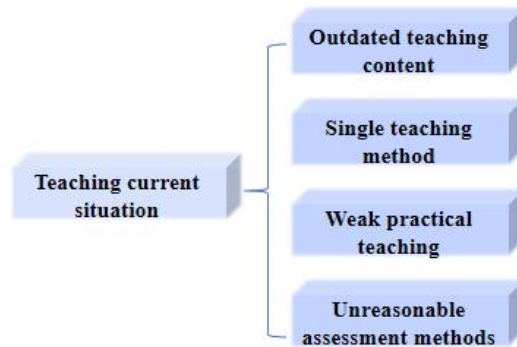 Outdated teaching
content
Single teaching
method
Teaching current
situation
Weak practical
teaching
Unreasonable
assessment methods